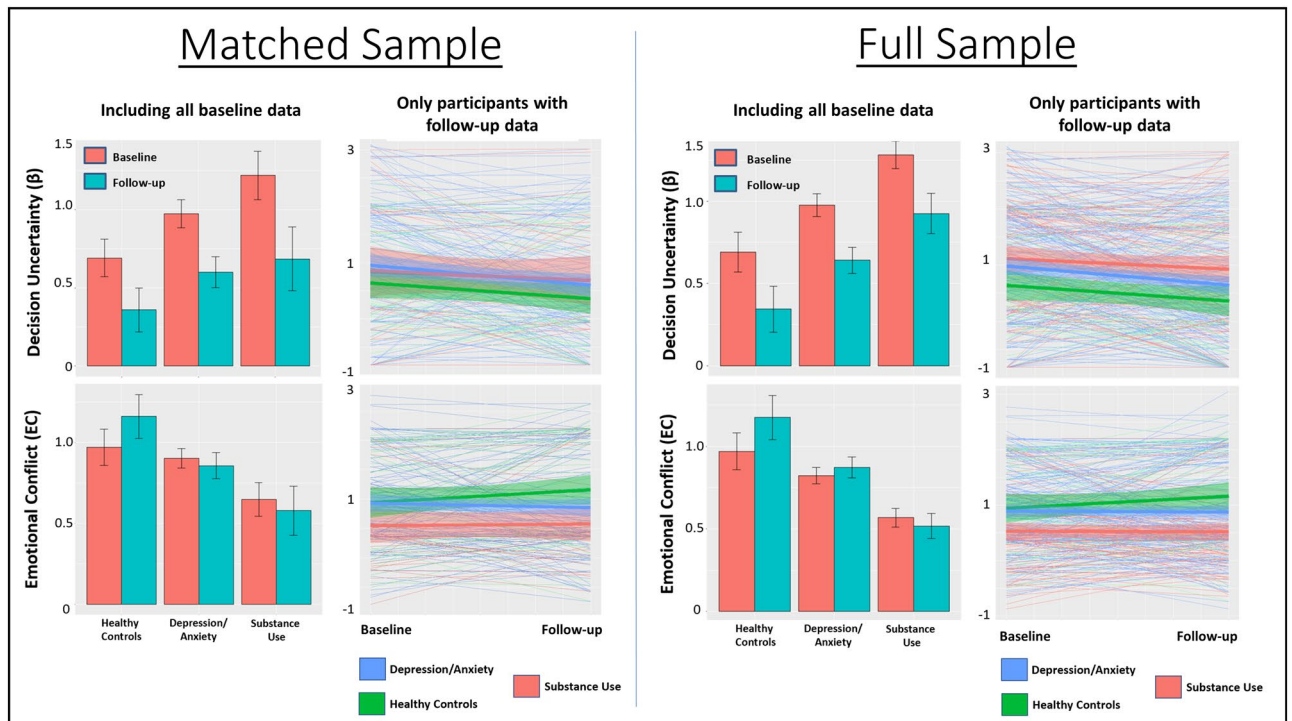 Matched Sample
Including all baseline data
Only participants with
follow-up data
Decision Uncertainty (β)
1.5
1.0
0.5
0
Baseline
Follow-up
3
1
-1
Emotional Conflict (EC)
1.0
0.5
0
Healthy
Controls
Depression/
Anxiety
Substance
Use
3
1
-1
Baseline
Follow-up
Depression/Anxiety
Healthy Controls
Substance Use
Full Sample
Including all baseline data
Only participants with
follow-up data
Decision Uncertainty (β)
1.5
1.0
0.5
0
Baseline
Follow-up
3
1
-1
Emotional Conflict (EC)
1.0
0.5
0
Healthy
Controls
Depression/
Anxiety
Substance
Use
3
1
-1
Baseline
Follow-up
Depression/Anxiety
Healthy Controls
Substance Use